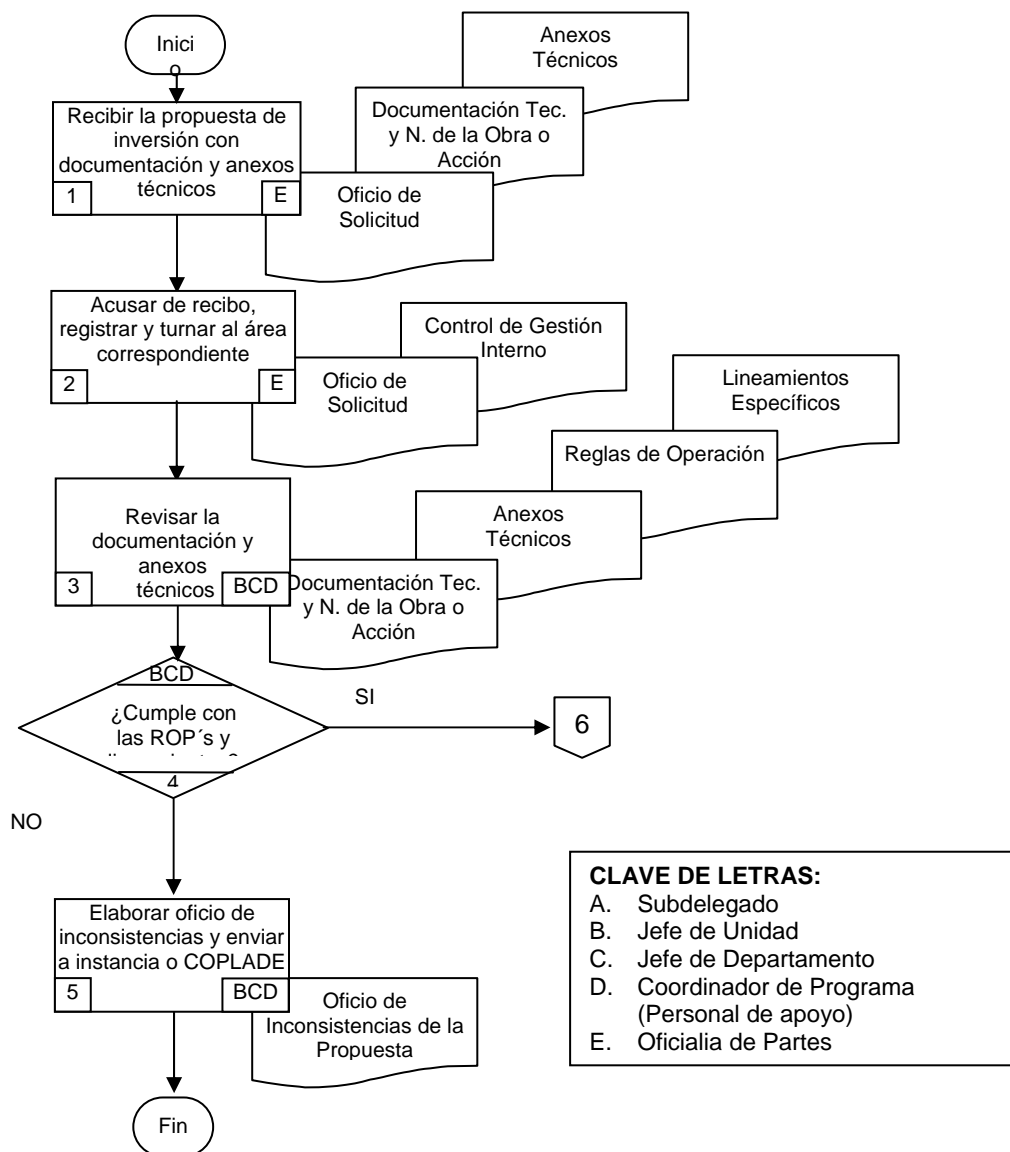 Inici
o
Anexos
Técnicos
Recibir la propuesta de
inversión con
documentación y anexos
técnicos
1
E
Documentación Tec.
y N. de la Obra o
Acción
Oficio de
Solicitud
Acusar de recibo,
registrar y turnar al área
correspondiente
2
E
Control de Gestión
Interno
Oficio de
Solicitud
Lineamientos
Específicos
Reglas de Operación
Anexos
Técnicos
Revisar la
documentación y
anexos
técnicos
3
BCD
Documentación Tec.
y N. de la Obra o
Acción
BCD
¿Cumple con
las ROP´s y
4
SI
6
NO
Elaborar oficio de
inconsistencias y enviar
a instancia o COPLADE
5
BCD
Oficio de
Inconsistencias de la
Propuesta
Fin
CLAVE DE LETRAS:
A. Subdelegado
B. Jefe de Unidad
C. Jefe de Departamento
D. Coordinador de Programa
(Personal de apoyo)
E. Oficialia de Partes